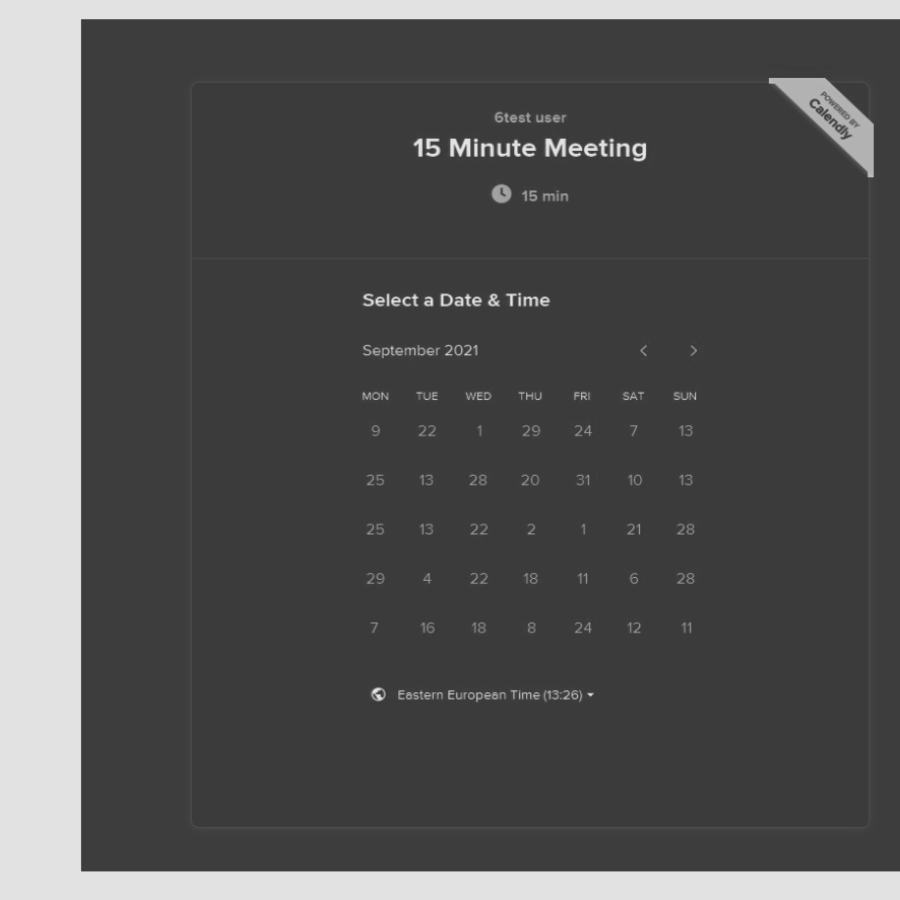 POWERED BY
Calendly
6test user
15 Minute Meeting
15 min
Select a Date & Time
September 2021
MON TUE WED THU FRI SAT SUN
9 22 1 29 24 7 13
25 13 28 20 31 10 13
25 13 22 2 1 21 28
29 4 22 18 11 6 28
7 16 18 8 24 12 11
Eastern European Time (13:26)